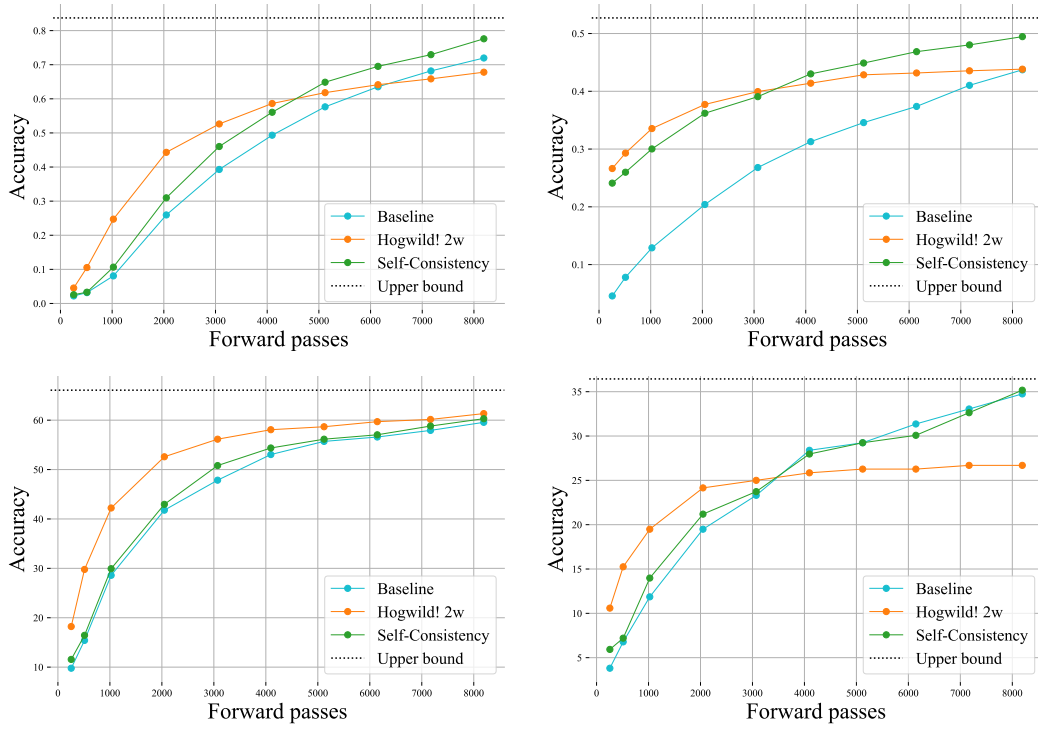 0.8
0.7
0.6
0.5
0.4
0.3
0.2
0.1
0.0
Accuracy
0 1000 2000 3000 4000 5000 6000 7000 8000
Forward passes
Baseline
Hogwild! 2w
Self-Consistency
Upper bound
0.5
0.4
0.3
0.2
0.1
Accuracy
0 1000 2000 3000 4000 5000 6000 7000 8000
Forward passes
Baseline
Hogwild! 2w
Self-Consistency
Upper bound
60
50
40
30
20
10
Accuracy
0 1000 2000 3000 4000 5000 6000 7000 8000
Forward passes
Baseline
Hogwild! 2w
Self-Consistency
Upper bound
35
30
25
20
15
10
5
Accuracy
0 1000 2000 3000 4000 5000 6000 7000 8000
Forward passes
Baseline
Hogwild! 2w
Self-Consistency
Upper bound